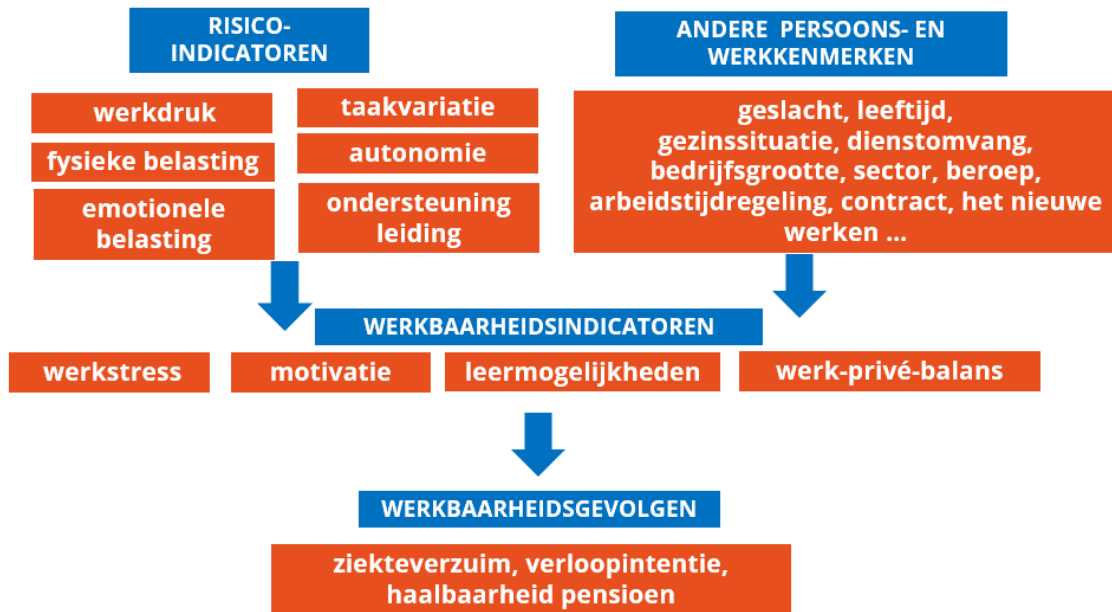 RISICO-
INDICATOREN
werkdruk
fysieke belasting
emotionele
belasting
taakvariatie
autonomie
ondersteuning
leiding
ANDERE PERSOONS- EN
WERKKENMERKEN
geslacht, leeftijd,
gezinssituatie, dienstomvang,
bedrijfsgrootte, sector, beroep,
arbeidstijdregeling, contract, het nieuwe
werken ...
WERKBAARHEIDSINDICATOREN
werkstress
motivatie
leermogelijkheden
werk-privé-balans
WERKBAARHEIDSGEVOLGEN
ziekteverzuim, verloopintentie,
haalbaarheid pensioen